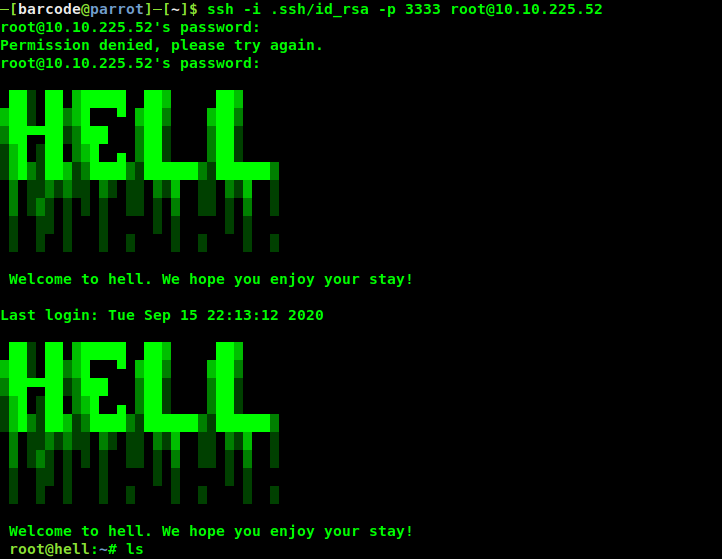 ─[barcode@parrot]─[~]$ ssh -i .ssh/id_rsa -p 3333 root@10.10.225.52
root@10.10.225.52's password:
Permission denied, please try again.
root@10.10.225.52's password:
HELL
Welcome to hell. We hope you enjoy your stay!
Last login: Tue Sep 15 22:13:12 2020
HELL
Welcome to hell. We hope you enjoy your stay!
root@hell:~# ls